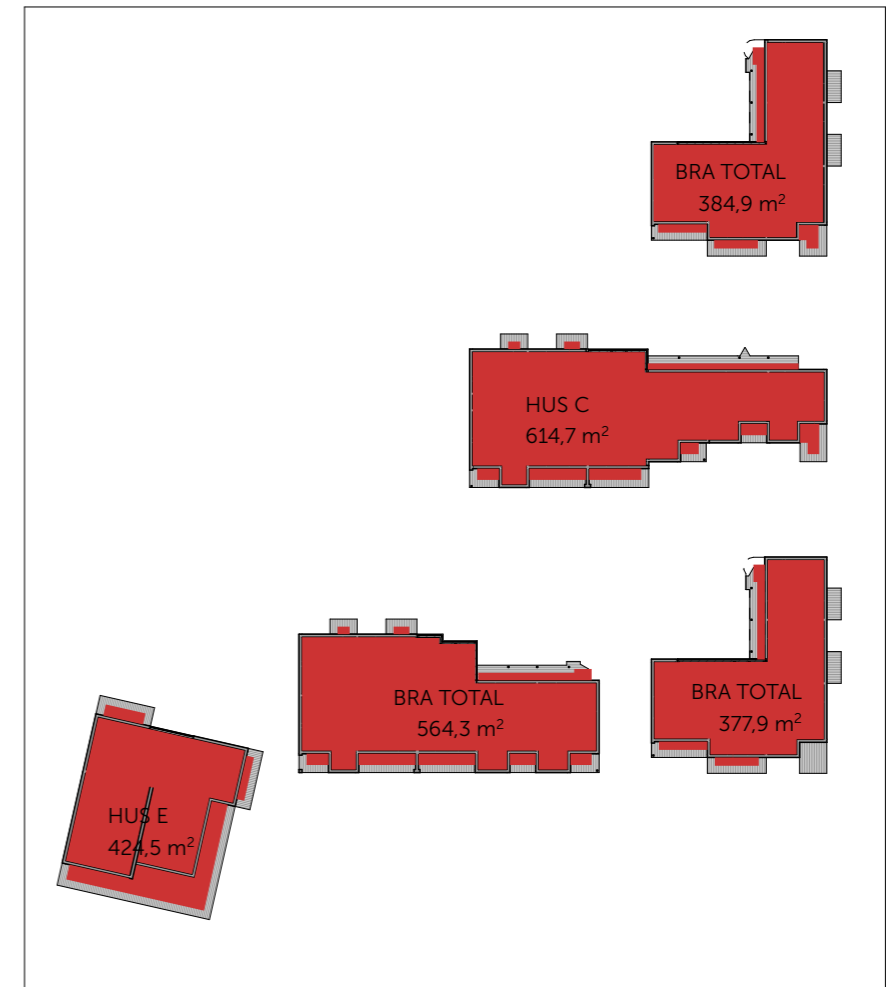 BRA TOTAL
384,9 m²
HUS C
614,7 m²
BRA TOTAL
564,3 m²
BRA TOTAL
377,9 m²
HUS E
424,5 m²